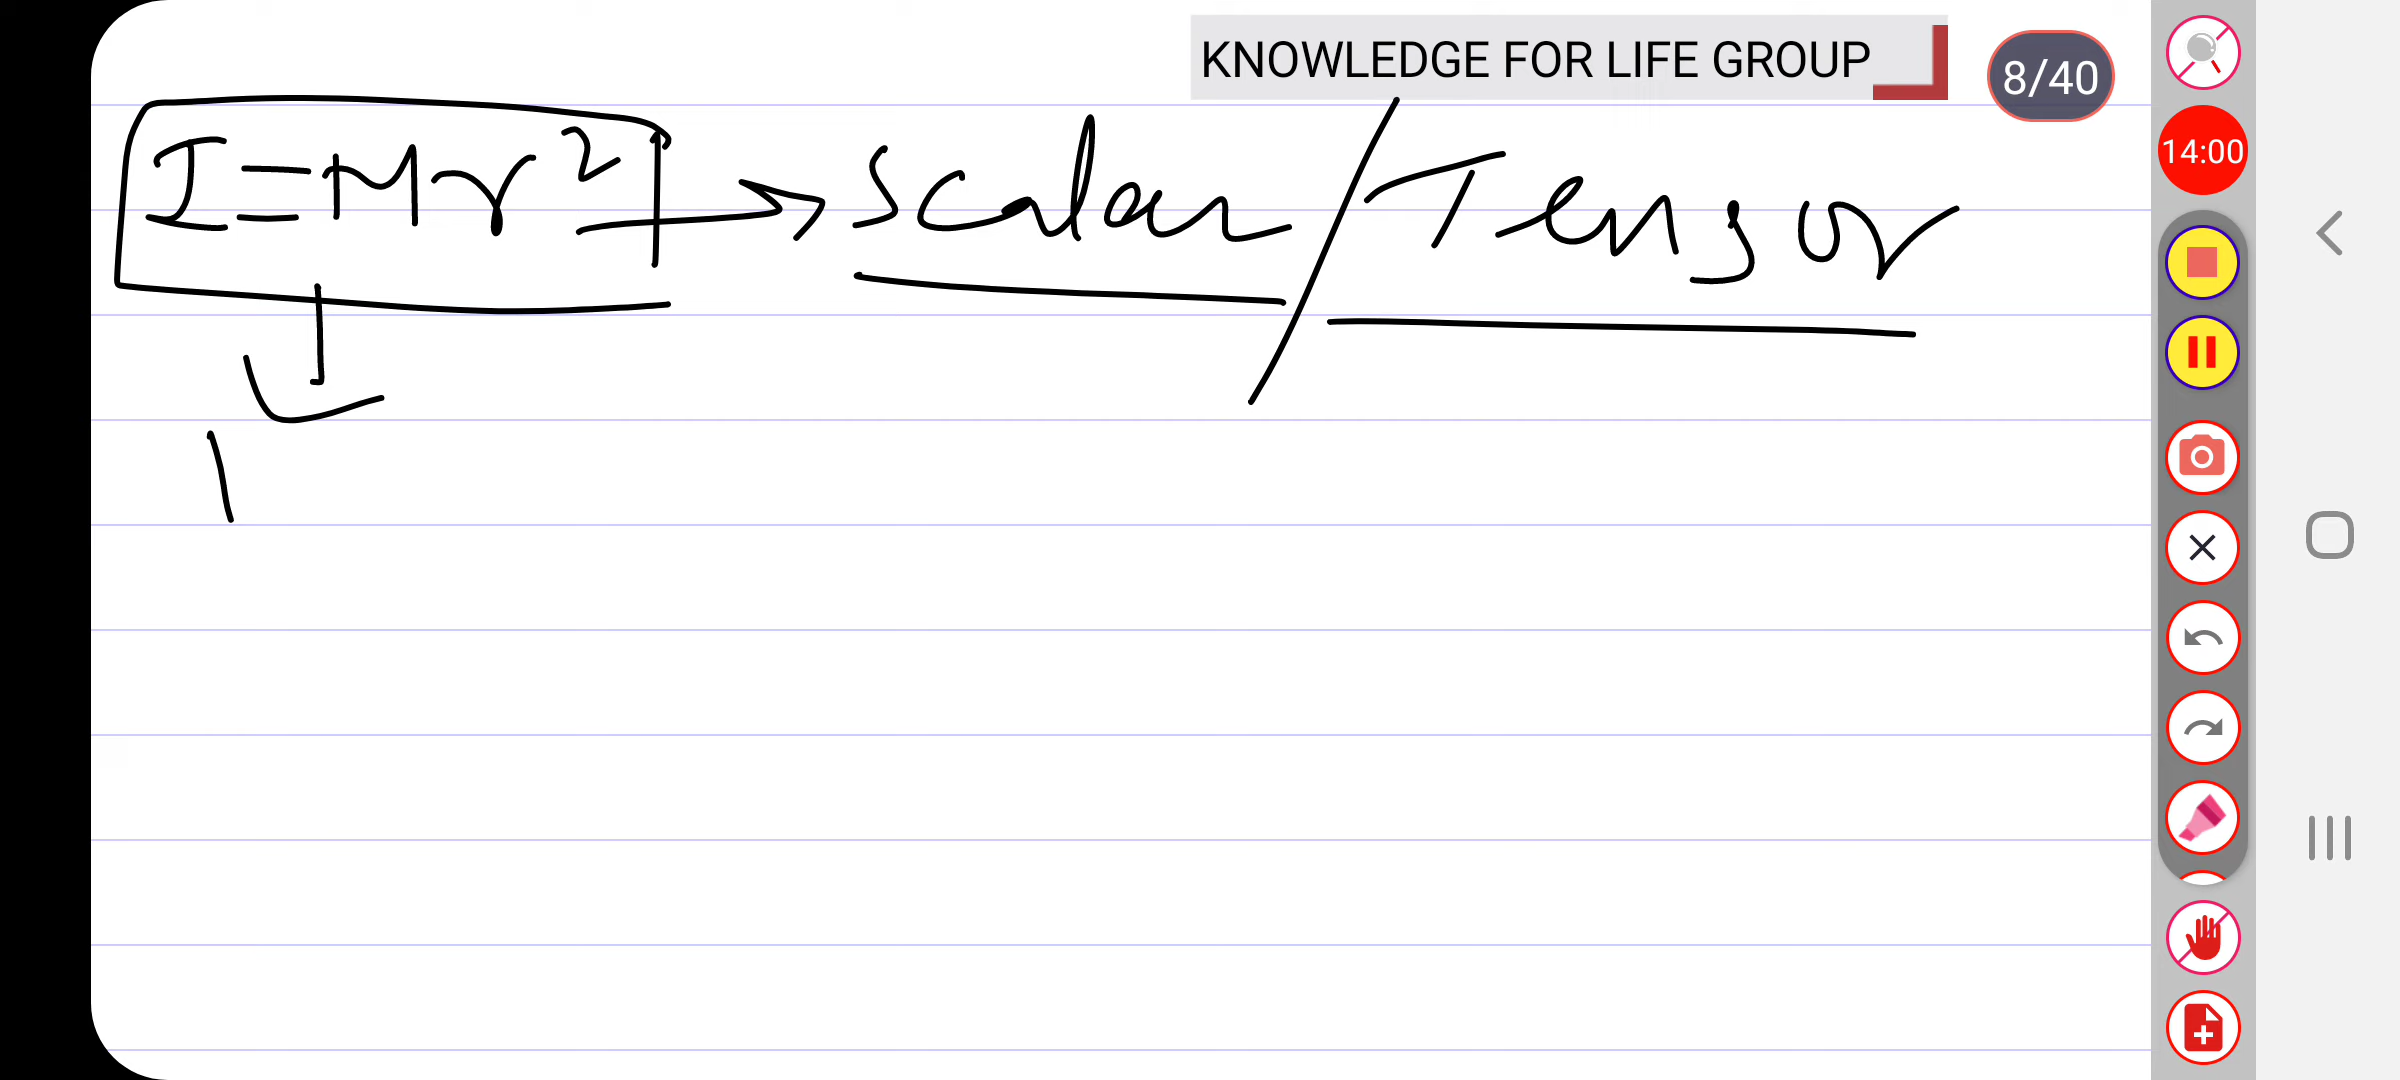 KNOWLEDGE FOR LIFE GROUP
8/40
14:00
I = Mr² → Scalar / Tensor